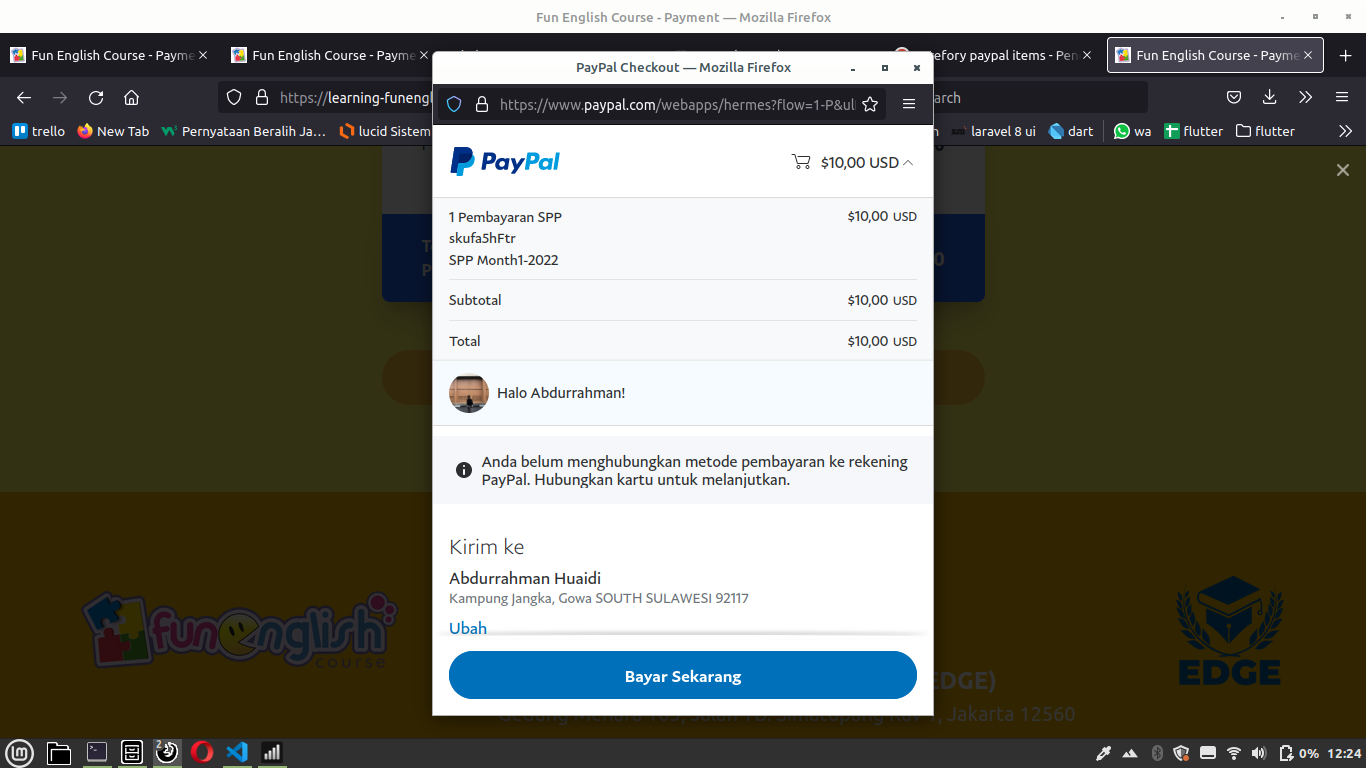 Fun English Course - Payment — Mozilla Firefox
Fun English Course - Payme
Fun English Course - Payme
efory paypal items - Pen
Fun English Course - Payme
PayPal Checkout — Mozilla Firefox
https://learning-funengl
arch
https://www.paypal.com/webapps/hermes?flow=1-P&ul
trello
New Tab
Pernyataan Beralih Ja…
lucid Sistem
laravel 8 ui
dart
wa
flutter
flutter
PayPal
$10,00 USD
1 Pembayaran SPP
$10,00 USD
skufa5hFtr
SPP Month1-2022
Subtotal
$10,00 USD
Total
$10,00 USD
Halo Abdurrahman!
Anda belum menghubungkan metode pembayaran ke rekening
PayPal. Hubungkan kartu untuk melanjutkan.
Kirim ke
Abdurrahman Huaidi
Kampung Jangka, Gowa SOUTH SULAWESI 92117
Ubah
Bayar Sekarang
funenglish
course
EDGE
EDGE)
Jakarta 12560
2
0%
12:24